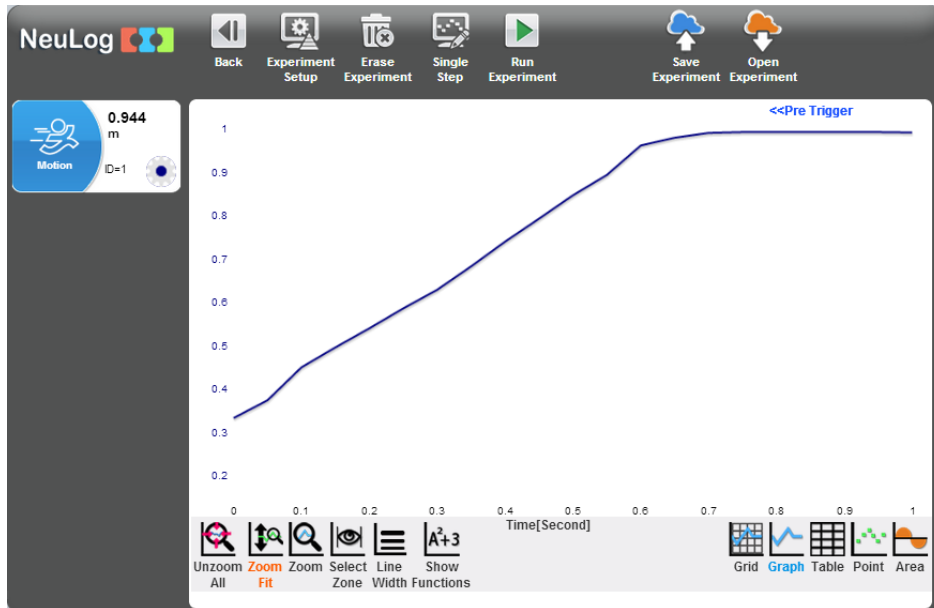 NeuLog
Back
Experiment
Setup
Erase
Experiment
Single
Step
Run
Experiment
Save
Experiment
Open
Experiment
Motion
0.944
m
ID=1
<<Pre Trigger
1
0.9
0.8
0.7
0.6
0.5
0.4
0.3
0.2
0 0.1 0.2 0.3 0.4 0.5 0.6 0.7 0.8 0.9 1
Time[Second]
A²+3
Unzoom
All
Zoom
Fit
Zoom
Select
Zone
Line
Width
Show
Functions
Grid
Graph
Table
Point
Area